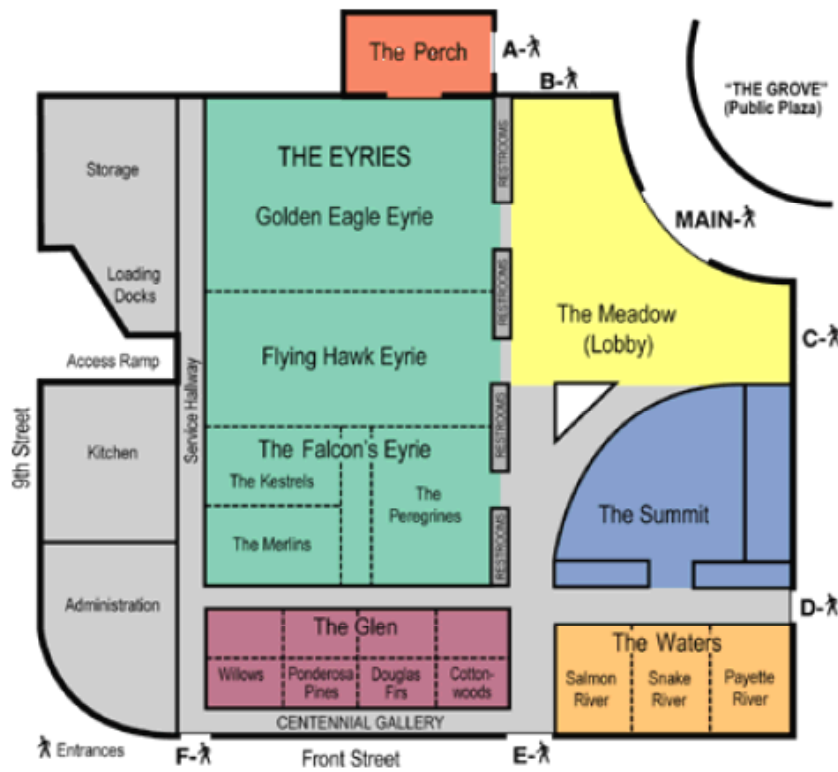 The Porch
A-
B-
"THE GROVE"
(Public Plaza)
Storage
THE EYRIES
RESTROOMS
Golden Eagle Eyrie
MAIN-
Loading
Docks
RESTROOMS
The Meadow
(Lobby)
C-
Access Ramp
Flying Hawk Eyrie
Service Hallway
9th Street
Kitchen
The Falcon's Eyrie
RESTROOMS
The Kestrels
The
Peregrines
The Merlins
The Summit
RESTROOMS
Administration
D-
The Glen
The Waters
Willows
Ponderosa
Pines
Douglas
Firs
Cotton-
woods
Salmon
River
Snake
River
Payette
River
CENTENNIAL GALLERY
Entrances
F-
Front Street
E-